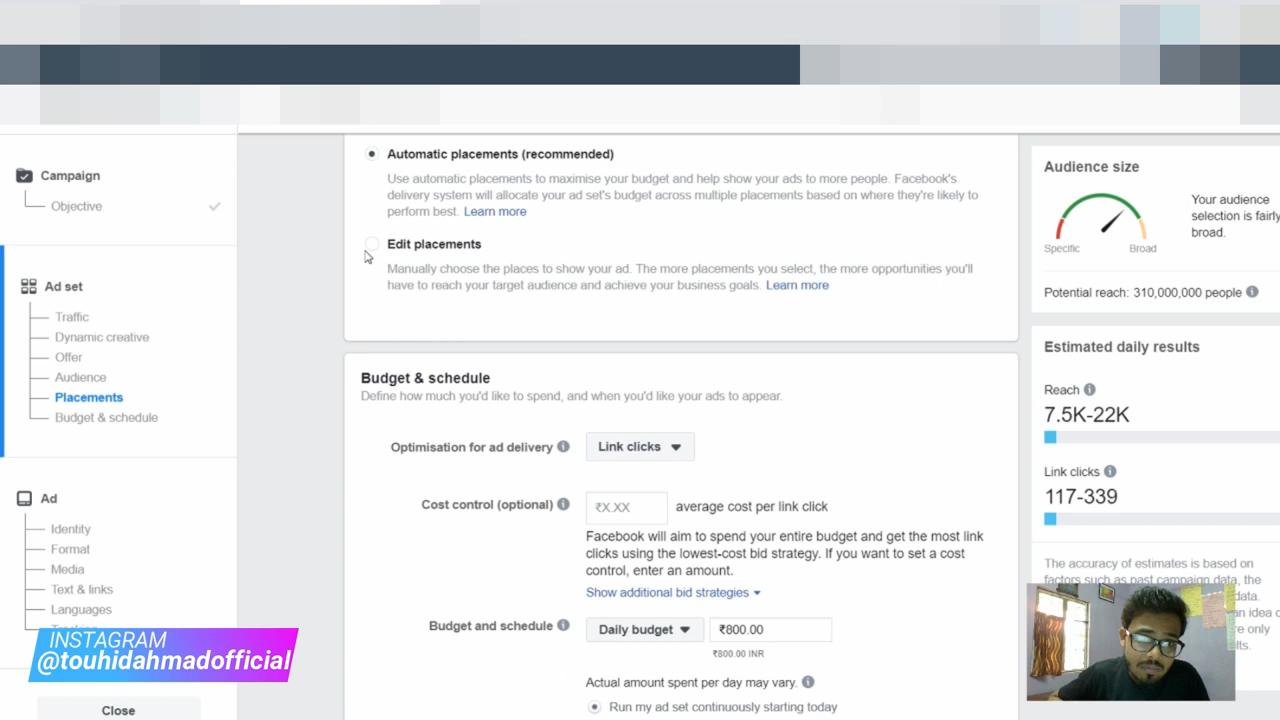 Campaign
Objective
Ad set
Traffic
Dynamic creative
Offer
Audience
Placements
Budget & schedule
Ad
Identity
Format
Media
Text & links
Languages
INSTAGRAM
@touhidahmadofficial
Close
Automatic placements (recommended)
Use automatic placements to maximise your budget and help show your ads to more people. Facebook's
delivery system will allocate your ad set's budget across multiple placements based on where they're likely to
perform best. Learn more
Edit placements
Manually choose the places to show your ad. The more placements you select, the more opportunities you'll
have to reach your target audience and achieve your business goals. Learn more
Budget & schedule
Define how much you'd like to spend, and when you'd like your ads to appear.
Optimisation for ad delivery
Link clicks
Cost control (optional)
₹X.XX
average cost per link click
Facebook will aim to spend your entire budget and get the most link
clicks using the lowest-cost bid strategy. If you want to set a cost
control, enter an amount.
Show additional bid strategies
Budget and schedule
Daily budget
₹800.00
₹800.00 INR
Actual amount spent per day may vary.
Run my ad set continuously starting today
Audience size
Specific
Broad
Your audience
selection is fairly
broad.
Potential reach: 310,000,000 people
Estimated daily results
Reach
7.5K-22K
Link clicks
117-339
The accuracy of estimates is based on
factors such as past campaign data, the
data.
an idea o
re only
lts.